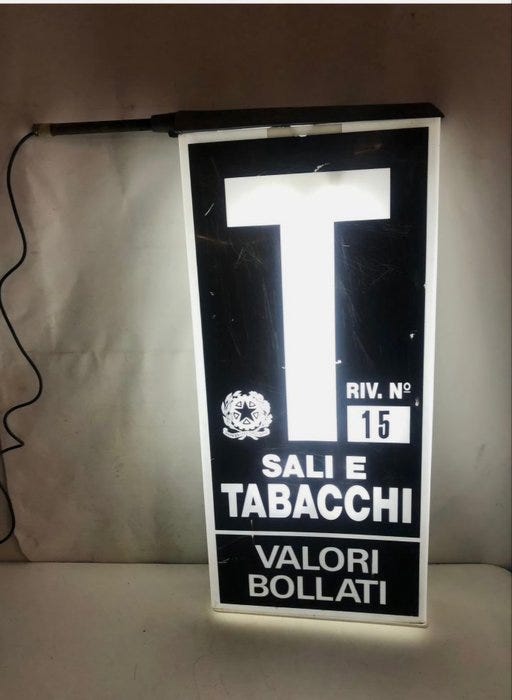 T
RIV. Nº
15
SALI E
TABACCHI
VALORI
BOLLATI